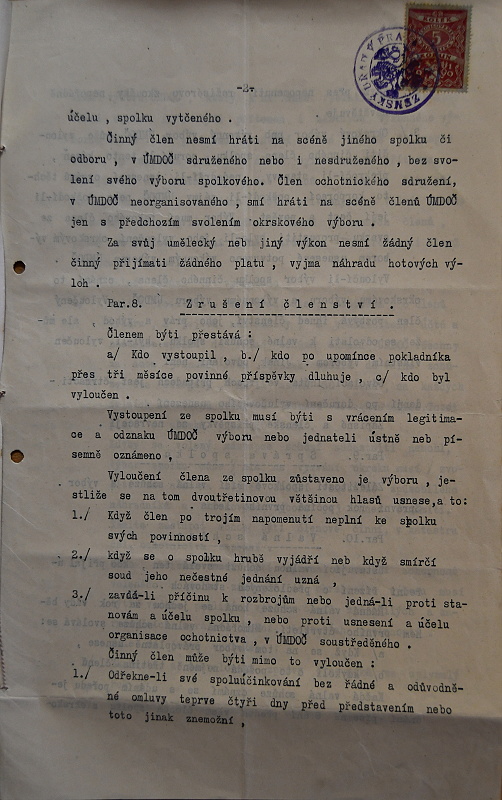 -2-
účelu , spolku vytčeného .
Činný člen nesmí hráti na scéně jiného spolku či
odboru , v ÚMDOČ sdruženého nebo i nesdruženého , bez svo-
lení svého výboru spolkového. Člen ochotnického sdružení,
v ÚMDOČ neorganisovaného , smí hráti na scéně členů ÚMDOČ
jen s předchozím svolením okrskového výboru .
Za svůj umělecký neb jiný výkon nesmí žádný člen
činný přijímati žádného platu , vyjma náhradu hotových vý-
loh .
Par.8. Zrušení členství .
Členem býti přestává :
a/ Kdo vystoupil , b./ kdo po upomínce pokladníka
přes tři měsíce povinné příspěvky dluhuje , c/ kdo byl
vyloučen .
Vystoupení ze spolku musí býti s vrácením legitima-
ce a odznaku ÚMDOČ výboru nebo jednateli ústně neb pí-
semně oznámeno ,
Vyloučení člena ze spolku zůstaveno je výboru , je-
stliže se na tom dvoutřetinovou většinou hlasů usnese,a to:
1./ Když člen po trojím napomenutí neplní ke spolku
svých povinností ,
2./ když se o spolku hrubě vyjádří neb když smírčí
soud jeho nečestné jednání uzná ,
3./ zavdá-li příčinu k rozbrojům nebo jedná-li proti sta-
novám a účelu spolku , nebo proti usnesení a účelu
organisace ochotnictva , v ÚMDOČ soustředěného .
Činný člen může býti mimo to vyloučen :
1./ Odřekne-li své spoluúčinkování bez řádné a odůvodně-
né omluvy teprve čtyři dny před představením nebo
toto jinak znemožní ,
ZEMSKÝ ÚŘAD V PRAZE
KOLEK
5